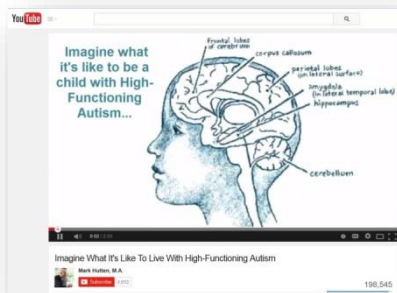 YouTube
Imagine what
it's like to be a
child with High-
Functioning
Autism...
frontal lobes
of cerebrum
corpus callosum
parietal lobes
(in lateral surface)
amygdala
(in lateral temporal lobe)
hippocampus
cerebellum
Imagine What It's Like To Live With High-Functioning Autism
Mark Hutten, M.A.
Subscribe
198,545